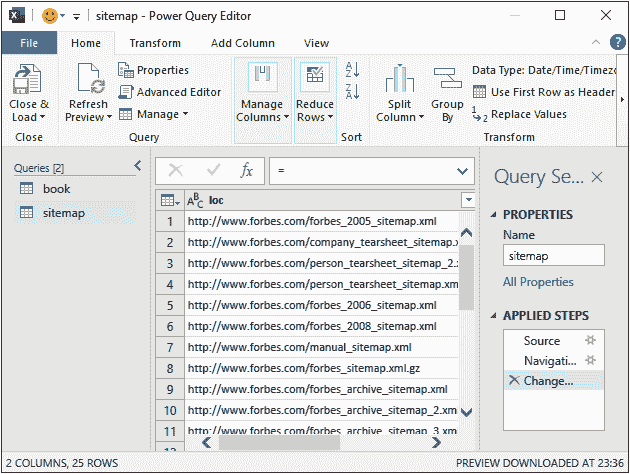 sitemap - Power Query Editor
File Home Transform Add Column View
Close & Load
Close
Refresh Preview
Properties
Advanced Editor
Manage
Query
Manage Columns
Reduce Rows
A Z
Z A
Sort
Split Column
Group By
Data Type: Date/Time/Timezo
Use First Row as Header
1 2 Replace Values
Transform
Queries [2]
book
sitemap
fx =
ABC loc
1 http://www.forbes.com/forbes_2005_sitemap.xml
2 http://www.forbes.com/company_tearsheet_sitemap.x
3 http://www.forbes.com/person_tearsheet_sitemap_2.x
4 http://www.forbes.com/person_tearsheet_sitemap.xm
5 http://www.forbes.com/forbes_2006_sitemap.xml
6 http://www.forbes.com/forbes_2008_sitemap.xml
7 http://www.forbes.com/manual_sitemap.xml
8 http://www.forbes.com/forbes_sitemap.xml.gz
9 http://www.forbes.com/forbes_archive_sitemap.xml
10 http://www.forbes.com/forbes_archive_sitemap_2.xm
11 http://www.forbes.com/forbes_archive_sitemap_3.xm
12
Query Se...
PROPERTIES
Name
sitemap
All Properties
APPLIED STEPS
Source
Navigati...
Change...
2 COLUMNS, 25 ROWS
PREVIEW DOWNLOADED AT 23:36